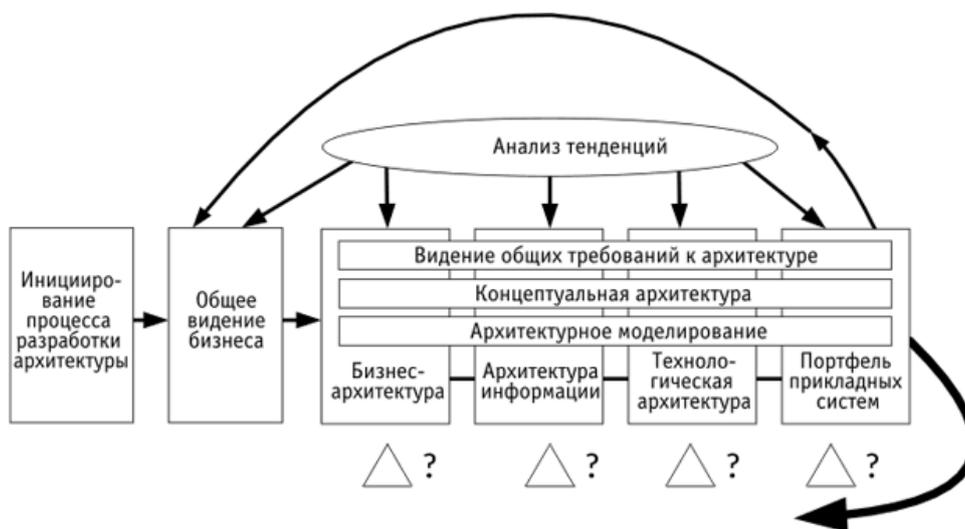 Анализ тенденций
Иницииро-
вание
процесса
разработки
архитектуры
Общее
видение
бизнеса
Видение общих требований к архитектуре
Концептуальная архитектура
Архитектурное моделирование
Бизнес-
архитектура
Архитектура
информации
Техноло-
гическая
архитектура
Портфель
прикладных
систем
?
?
?
?